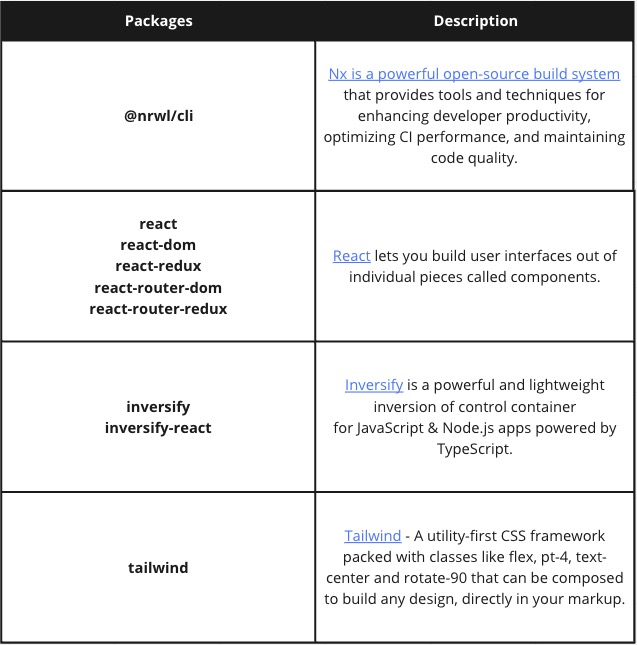 Packages
Description
@nrwl/cli
Nx is a powerful open-source build system
that provides tools and techniques for
enhancing developer productivity,
optimizing CI performance, and maintaining
code quality.
react
react-dom
react-redux
react-router-dom
react-router-redux
React lets you build user interfaces out of
individual pieces called components.
inversify
inversify-react
Inversify is a powerful and lightweight
inversion of control container
for JavaScript & Node.js apps powered by
TypeScript.
tailwind
Tailwind - A utility-first CSS framework
packed with classes like flex, pt-4, text-
center and rotate-90 that can be composed
to build any design, directly in your markup.